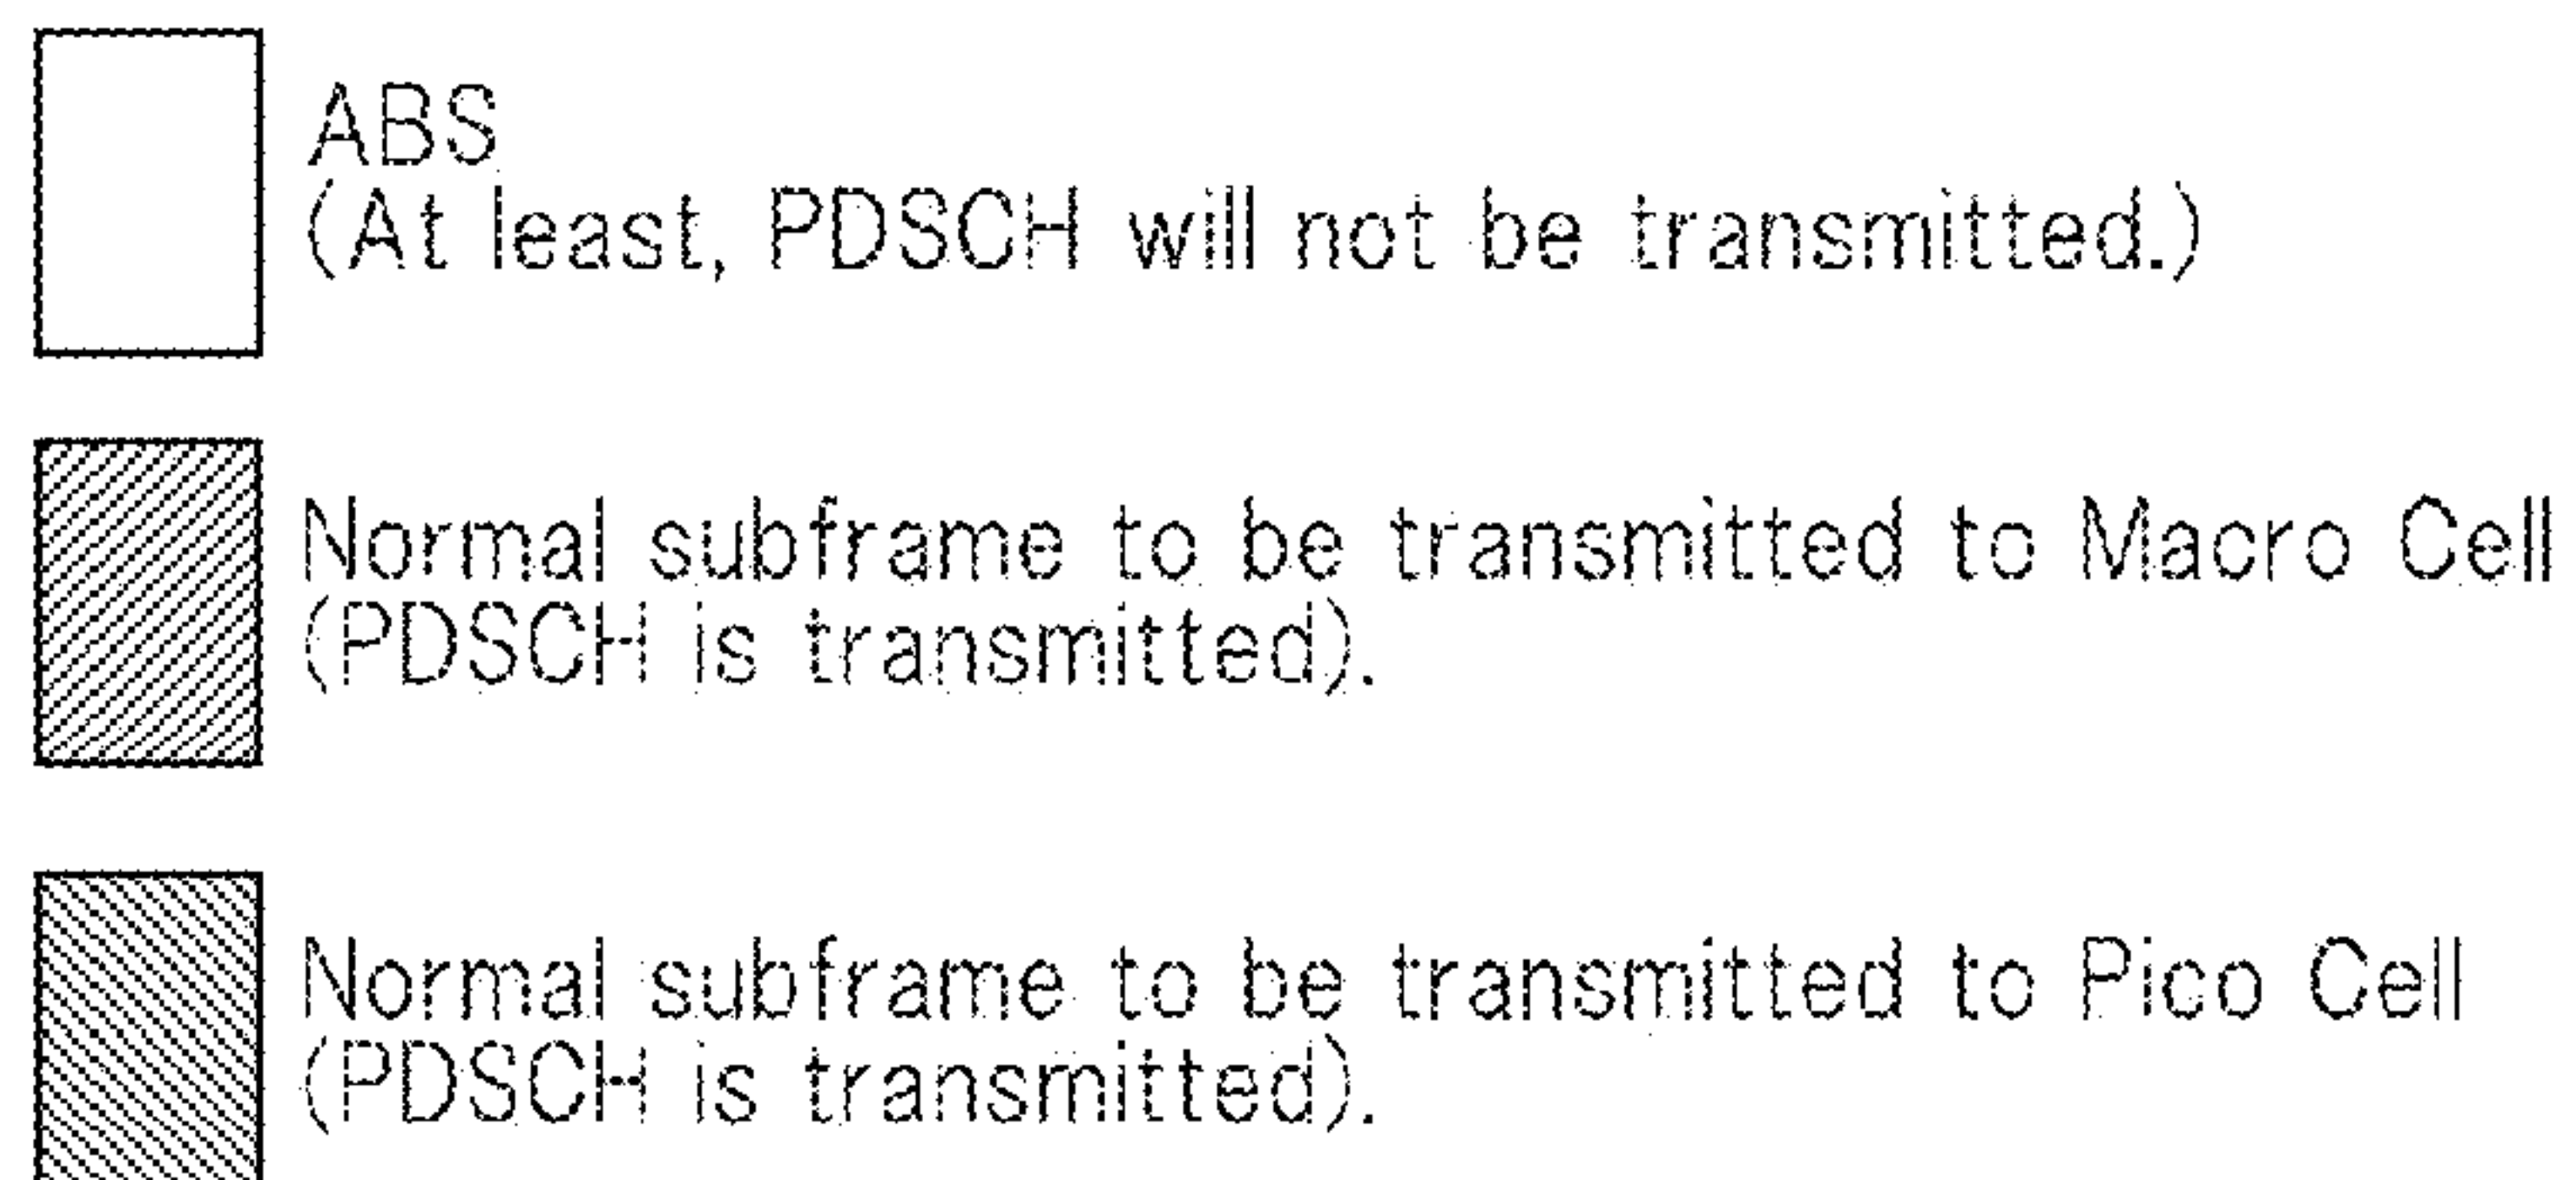 ABS
(At least, PDSCH will not be transmitted.)
Normal subframe to be transmitted to Macro Cell
(PDSCH is transmitted).
Normal subframe to be transmitted to Pico Cell
(PDSCH is transmitted).